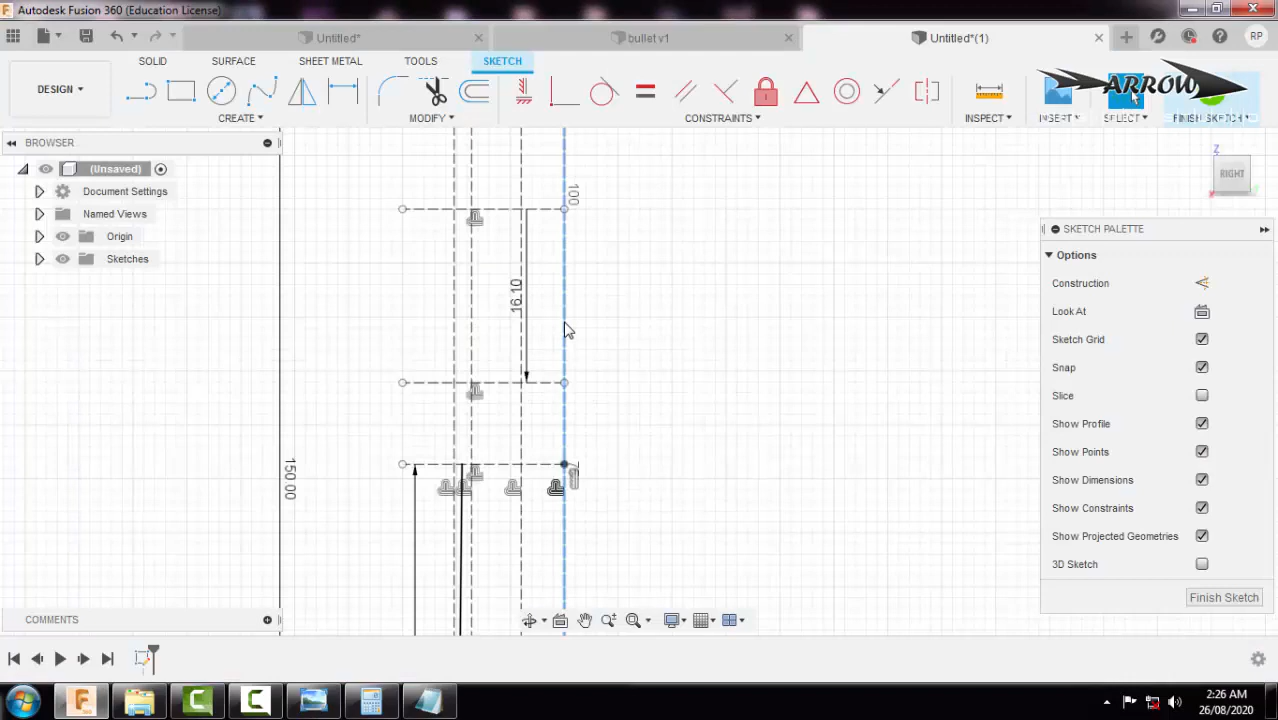 Autodesk Fusion 360 (Education License)
Untitled*
bullet v1
Untitled*(1)
RP
DESIGN
SOLID
SURFACE
SHEET METAL
TOOLS
SKETCH
CREATE
MODIFY
CONSTRAINTS
INSPECT
INSERT
SELECT
FINISH SKETCH
ARROW
BROWSER
(Unsaved)
Document Settings
Named Views
Origin
Sketches
100
16.10
150.00
Z
RIGHT
SKETCH PALETTE
Options
Construction
Look At
Sketch Grid
Snap
Slice
Show Profile
Show Points
Show Dimensions
Show Constraints
Show Projected Geometries
3D Sketch
Finish Sketch
COMMENTS
2:26 AM
26/08/2020